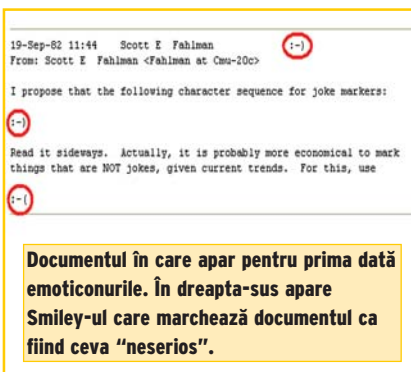 19-Sep-82 11:44 Scott E Fahlman :-)
From: Scott E Fahlman <Fahlman at Cmu-20c>
I propose that the following character sequence for joke markers:
:-)
Read it sideways. Actually, it is probably more economical to mark
things that are NOT jokes, given current trends. For this, use
:-(
Documentul în care apar pentru prima dată
emoticonurile. În dreapta-sus apare
Smiley-ul care marchează documentul ca
fiind ceva “neserios”.